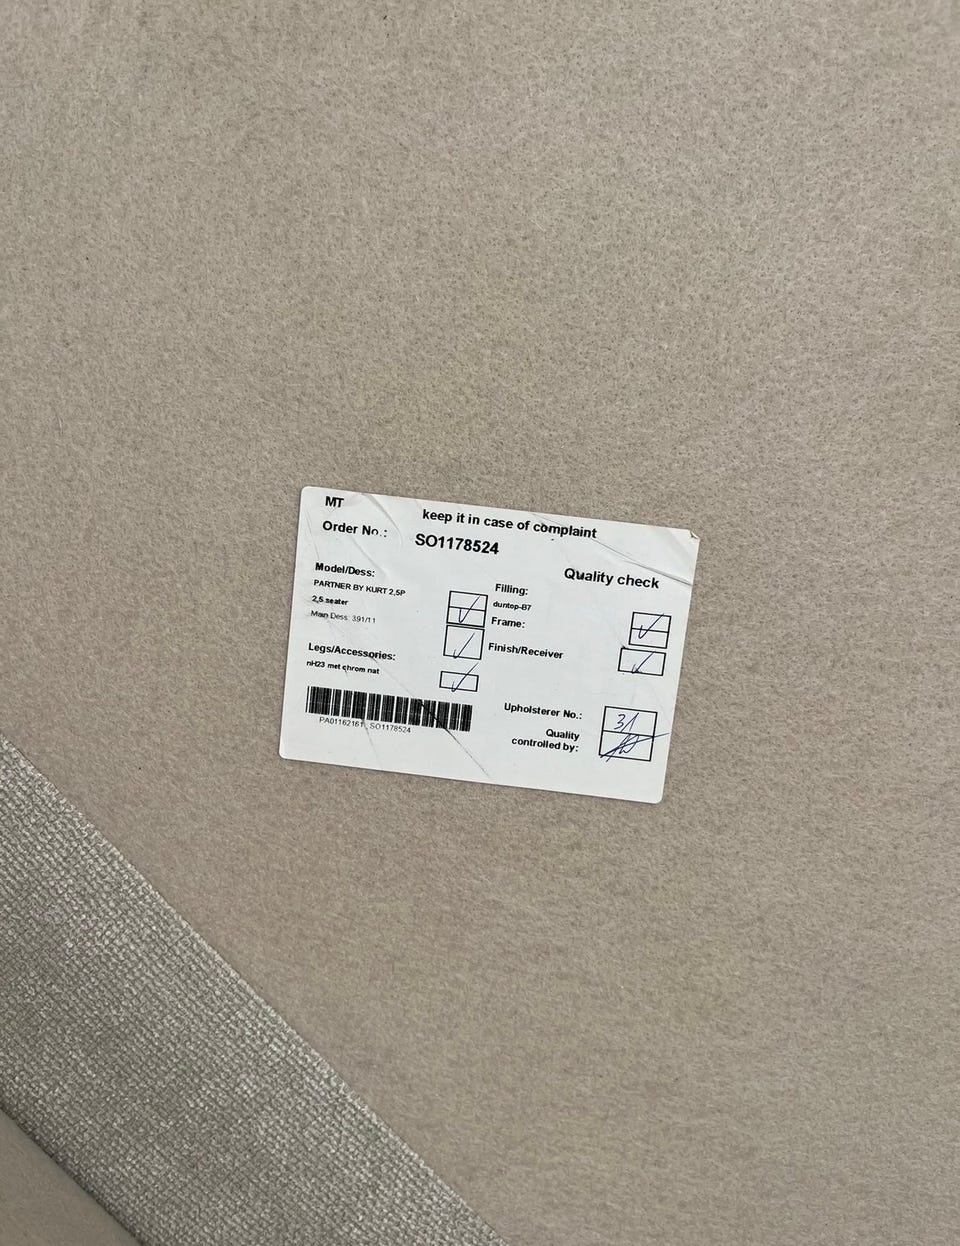 MT
keep it in case of complaint
Order No.: SO1178524
Quality check
Model/Dess:
PARTNER BY KURT 2,5P
2,5 seater
Main Dess: 391/11
Filling:
duntop-B7
Frame:
Legs/Accessories:
nH23 met chrom nat
Finish/Receiver
PA01162161 SO1178524
Upholsterer No.: 31
Quality
controlled by: